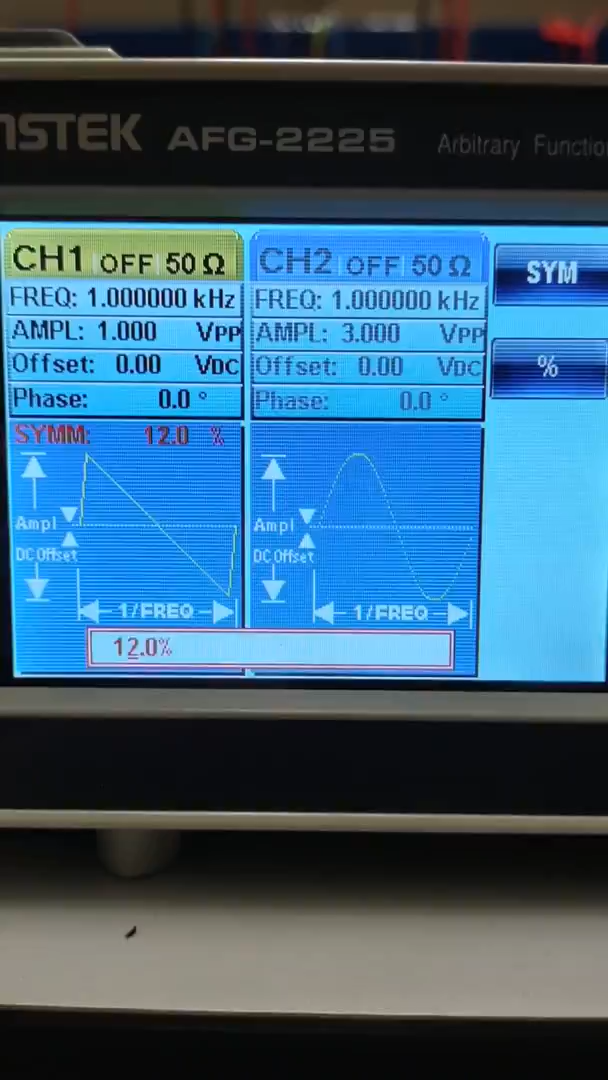 NSTEK AFG-2225 Arbitrary Functio
CH1 OFF 50 Ω
FREQ: 1.000000 kHz
AMPL: 1.000 VPP
Offset: 0.00 VDC
Phase: 0.0 °
SYMM: 12.0 %
Ampl
DC Offset
1/FREQ
CH2 OFF 50 Ω
FREQ: 1.000000 kHz
AMPL: 3.000 VPP
Offset: 0.00 VDC
Phase: 0.0 °
Ampl
DC Offset
1/FREQ
12.0%
SYM
%